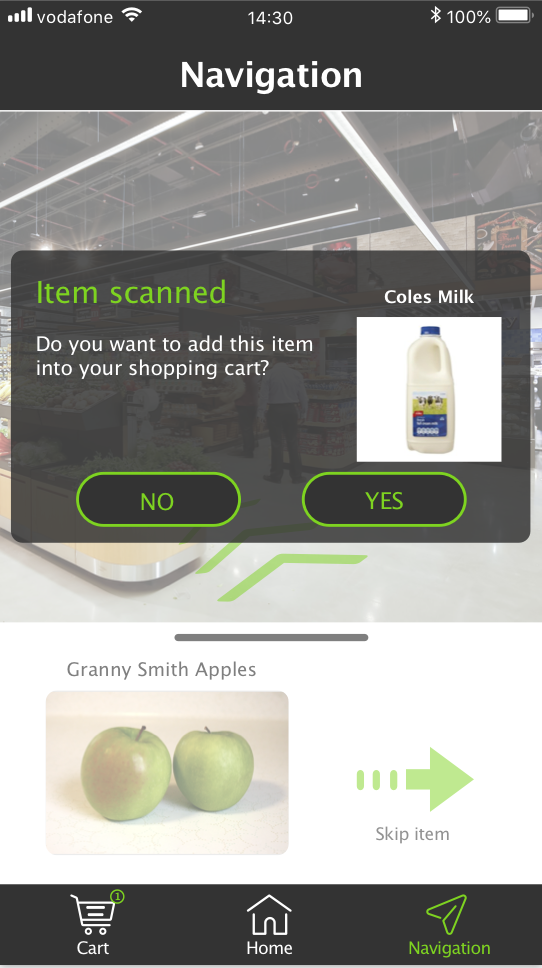 vodafone 14:30 100%
Navigation
Item scanned
Coles Milk
Do you want to add this item
into your shopping cart?
NO YES
Granny Smith Apples
Skip item
1
Cart Home Navigation